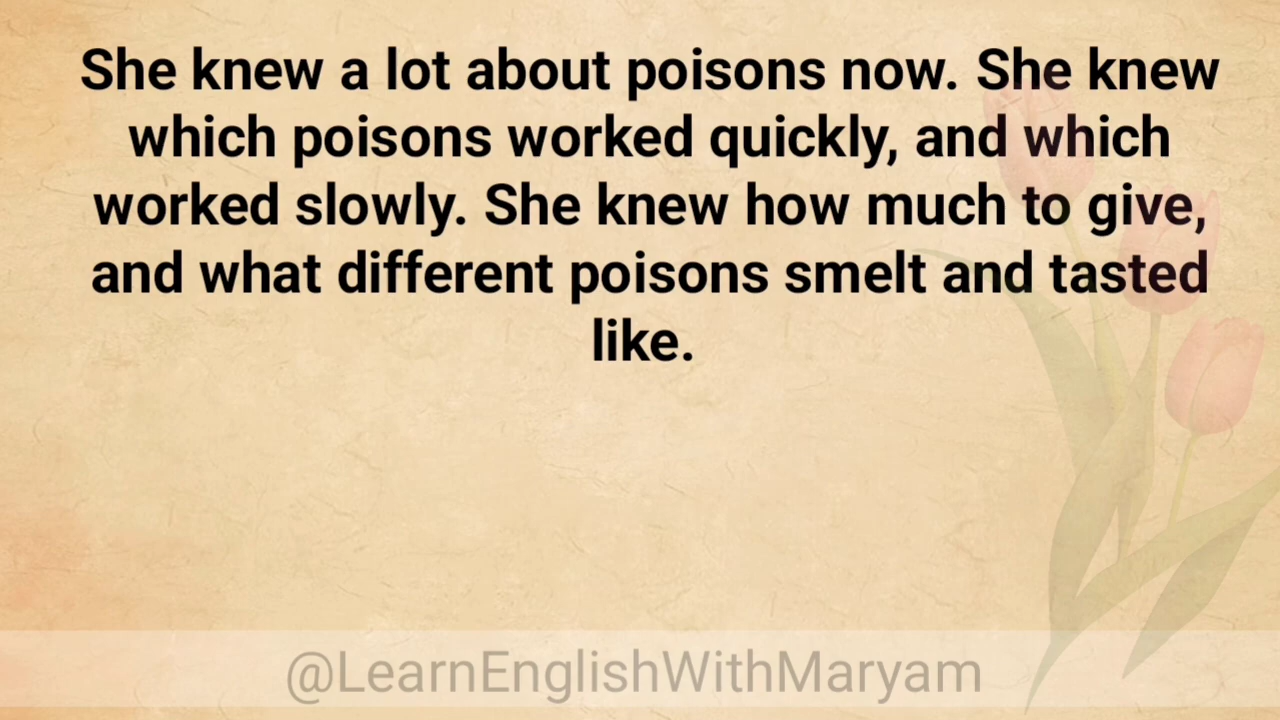 She knew a lot about poisons now. She knew
which poisons worked quickly, and which
worked slowly. She knew how much to give,
and what different poisons smelt and tasted
like.
@LearnEnglishWithMaryam